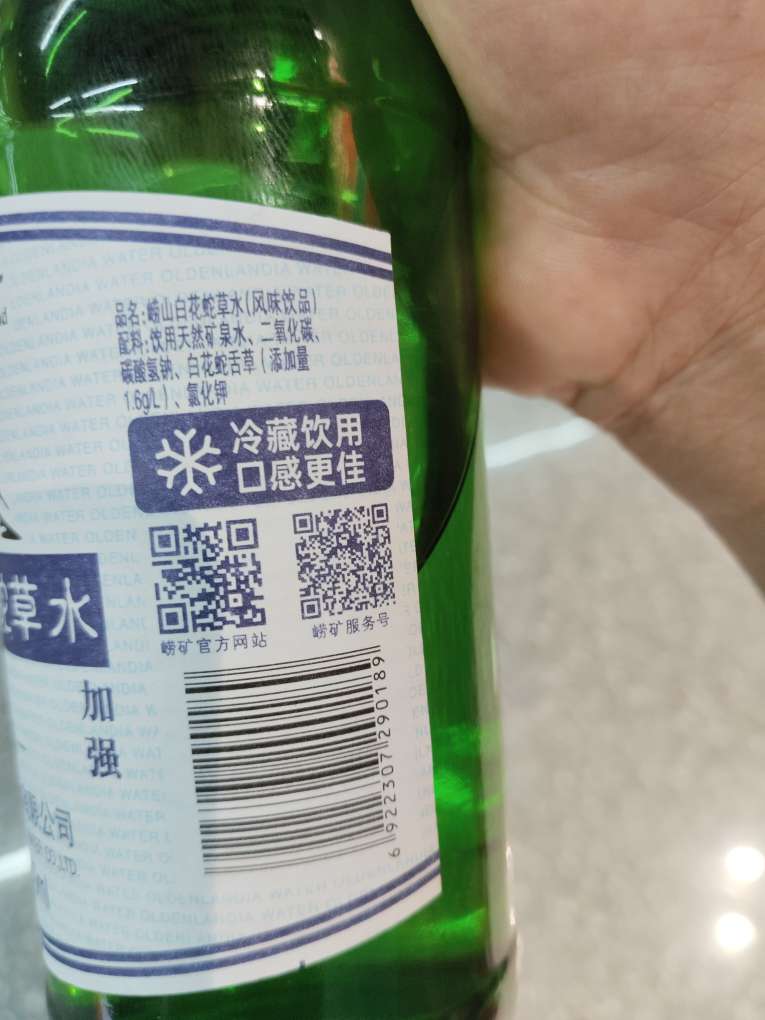 品名:崂山白花蛇草水(风味饮品)
配料:饮用天然矿泉水、二氧化碳、
碳酸氢钠、白花蛇舌草(添加量
1.6g/L)、氯化钾
冷藏饮用
口感更佳
崂矿官方网站
崂矿服务号
草水
加
强
公司
CO.,LTD.
6 922307 290189
OLDENLANDIA WATER OLDENLANDIA WATER